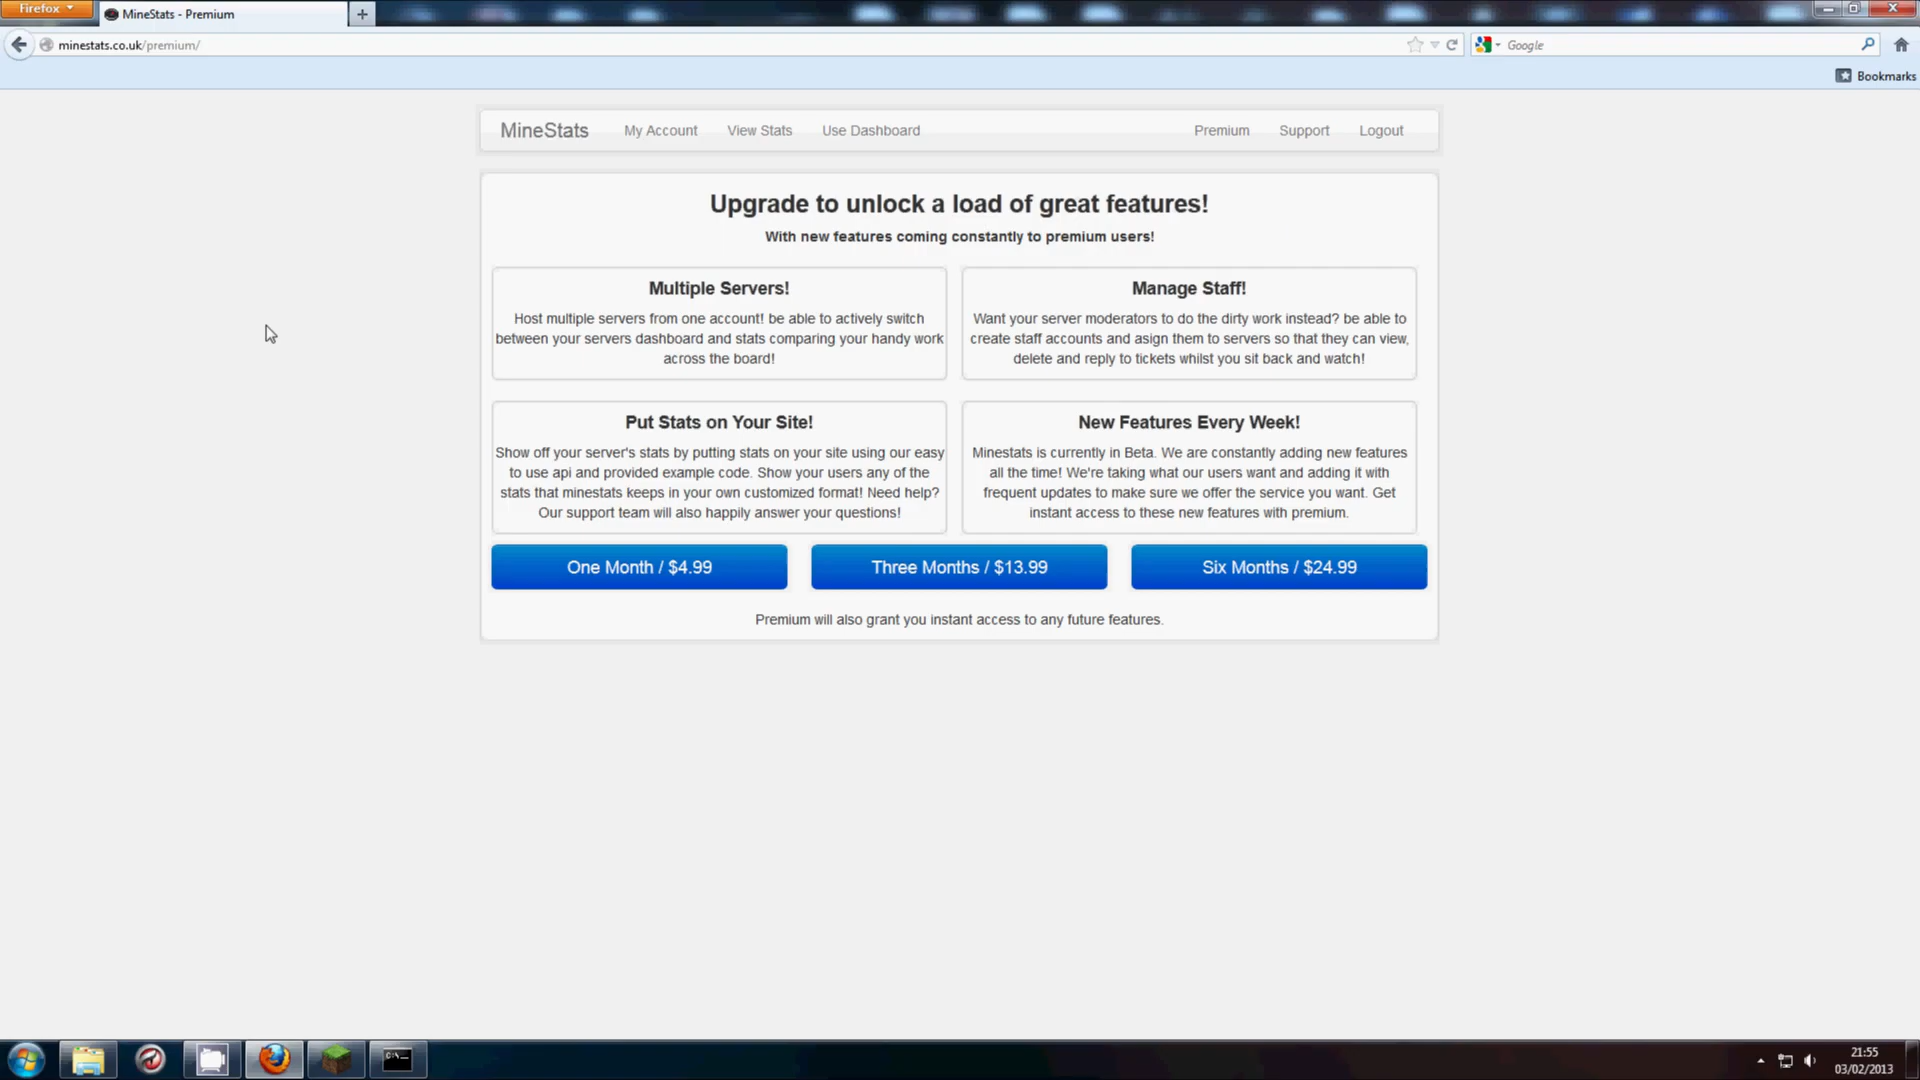 Firefox
MineStats - Premium
minestats.co.uk/premium/
Google
Bookmarks
MineStats My Account View Stats Use Dashboard Premium Support Logout
Upgrade to unlock a load of great features!
With new features coming constantly to premium users!
Multiple Servers!
Host multiple servers from one account! be able to actively switch
between your servers dashboard and stats comparing your handy work
across the board!
Manage Staff!
Want your server moderators to do the dirty work instead? be able to
create staff accounts and asign them to servers so that they can view,
delete and reply to tickets whilst you sit back and watch!
Put Stats on Your Site!
Show off your server's stats by putting stats on your site using our easy
to use api and provided example code. Show your users any of the
stats that minestats keeps in your own customized format! Need help?
Our support team will also happily answer your questions!
New Features Every Week!
Minestats is currently in Beta. We are constantly adding new features
all the time! We're taking what our users want and adding it with
frequent updates to make sure we offer the service you want. Get
instant access to these new features with premium.
One Month / $4.99
Three Months / $13.99
Six Months / $24.99
Premium will also grant you instant access to any future features.
21:55
03/02/2013